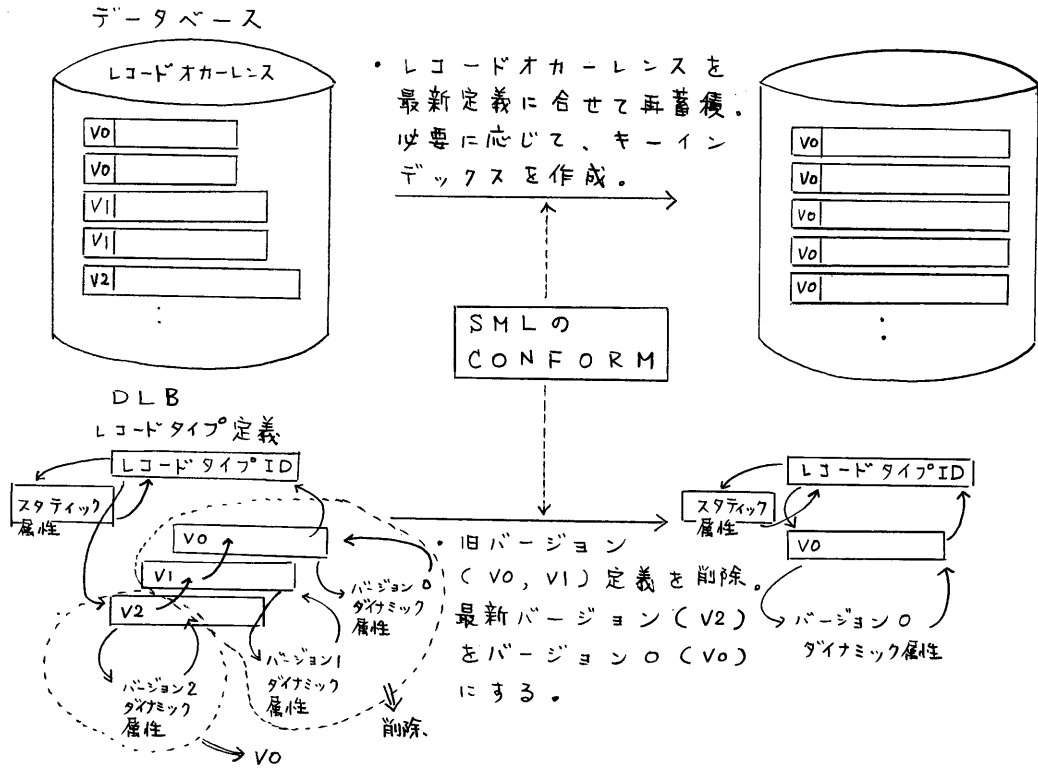 データベース
レコードオカーレンス
V0
V0
V1
V1
V2
・レコードオカーレンスを
最新定義に合せて再蓄積.
必要に応じて、キーイン
デックスを作成。
V0
V0
V0
V0
V0
SMLの
CONFORM
DLB
レコードタイプ定義
レコードタイプID
スタティック
属性
V0
V1
V2
バージョン0
ダイナミック
属性
バージョン1
ダイナミック
属性
バージョン2
ダイナミック
属性
V0
削除、
・旧バージョン
(V0,V1)定義を削除。
最新バージョン(V2)
をバージョン0(V0)
にする。
レコードタイプID
スタティック
属性
V0
バージョン0
ダイナミック属性